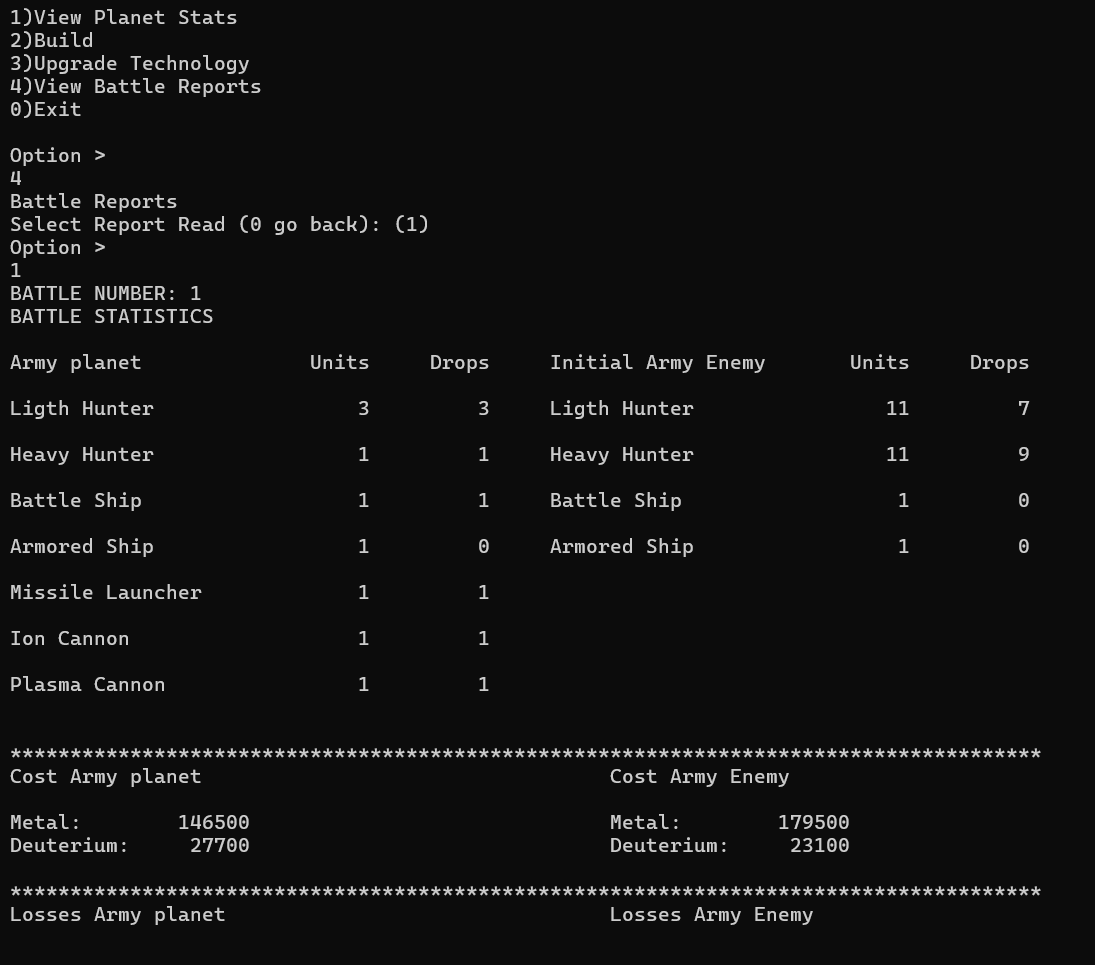 1)View Planet Stats
2)Build
3)Upgrade Technology
4)View Battle Reports
0)Exit
Option >
4
Battle Reports
Select Report Read (0 go back): (1)
Option >
1
BATTLE NUMBER: 1
BATTLE STATISTICS
Army planet              Units     Drops     Initial Army Enemy       Units     Drops
Ligth Hunter                 3         3     Ligth Hunter                11         7
Heavy Hunter                 1         1     Heavy Hunter                11         9
Battle Ship                  1         1     Battle Ship                  1         0
Armored Ship                 1         0     Armored Ship                 1         0
Missile Launcher             1         1
Ion Cannon                   1         1
Plasma Cannon                1         1
**************************************************************************************
Cost Army planet                                  Cost Army Enemy
Metal:        146500                              Metal:        179500
Deuterium:     27700                              Deuterium:     23100
**************************************************************************************
Losses Army planet                                Losses Army Enemy